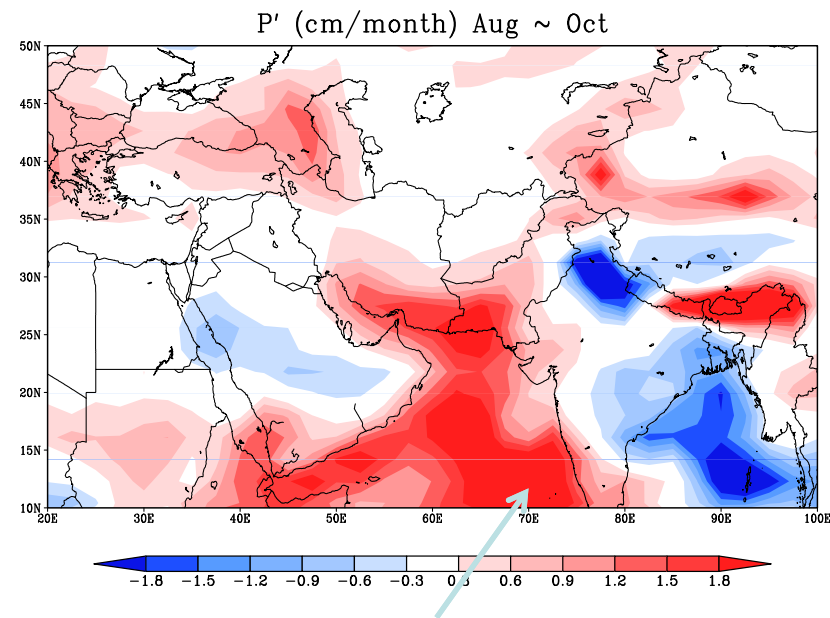 P' (cm/month) Aug ~ Oct
50N
45N
40N
35N
30N
25N
20N
15N
10N
20E 30E 40E 50E 60E 70E 80E 90E 100E
−1.8 −1.5 −1.2 −0.9 −0.6 −0.3 0.3 0.6 0.9 1.2 1.5 1.8